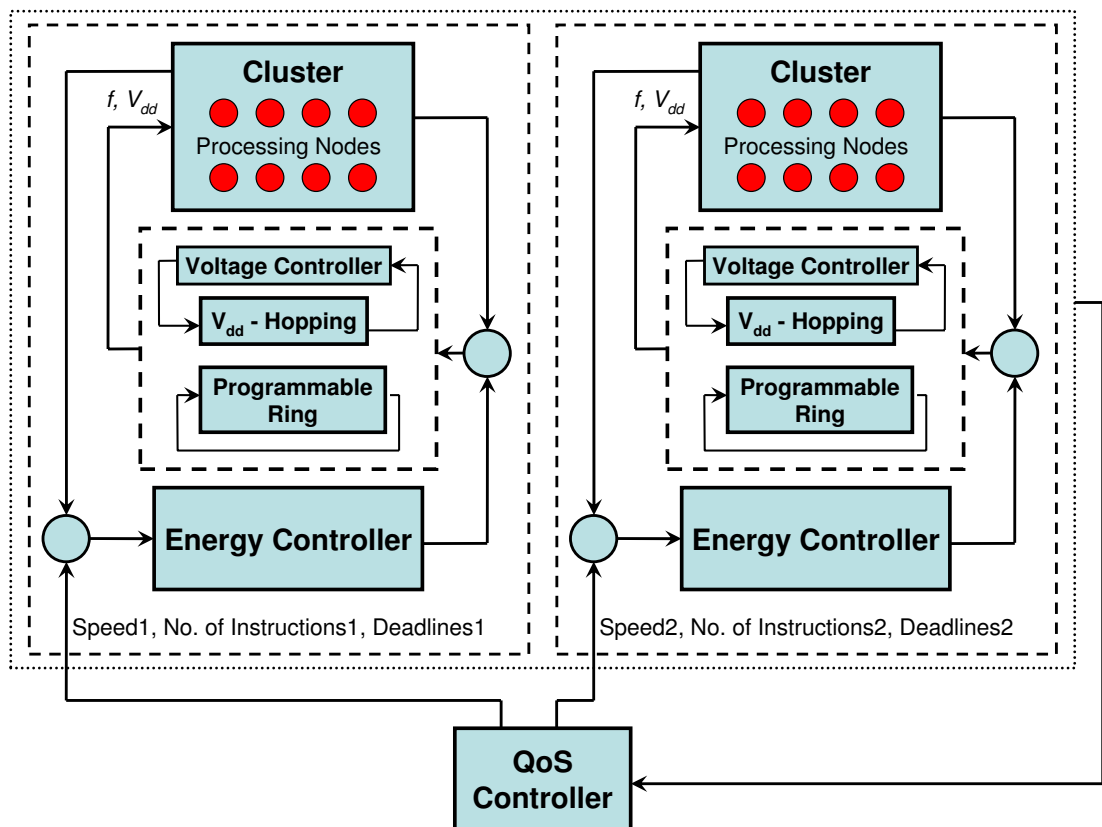 Cluster
f, Vdd
Processing Nodes
Voltage Controller
Vdd - Hopping
Programmable
Ring
Energy Controller
Speed1, No. of Instructions1, Deadlines1
Cluster
f, Vdd
Processing Nodes
Voltage Controller
Vdd - Hopping
Programmable
Ring
Energy Controller
Speed2, No. of Instructions2, Deadlines2
QoS
Controller